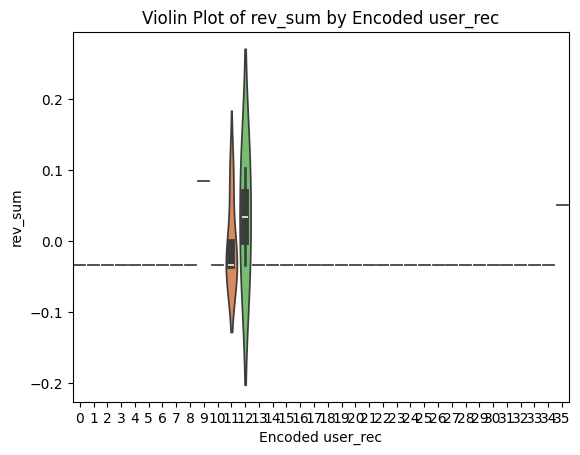 Violin Plot of rev_sum by Encoded user_rec
rev_sum
0.2
0.1
0.0
−0.1
−0.2
0 1 2 3 4 5 6 7 8 9 10 11 12 13 14 15 16 17 18 19 20 21 22 23 24 25 26 27 28 29 30 31 32 33 34 35
Encoded user_rec